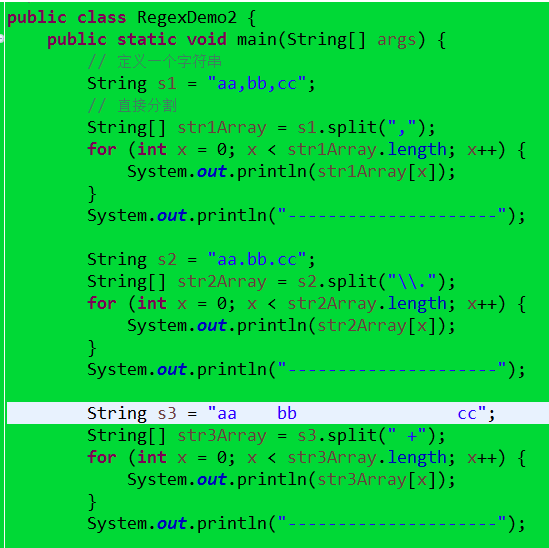 public class RegexDemo2 {
    public static void main(String[] args) {
        // 定义一个字符串
        String s1 = "aa,bb,cc";
        // 直接分割
        String[] str1Array = s1.split(",");
        for (int x = 0; x < str1Array.length; x++) {
            System.out.println(str1Array[x]);
        }
        System.out.println("---------------------");

        String s2 = "aa.bb.cc";
        String[] str2Array = s2.split("\\.");
        for (int x = 0; x < str2Array.length; x++) {
            System.out.println(str2Array[x]);
        }
        System.out.println("---------------------");

        String s3 = "aa    bb                cc";
        String[] str3Array = s3.split(" +");
        for (int x = 0; x < str3Array.length; x++) {
            System.out.println(str3Array[x]);
        }
        System.out.println("---------------------");